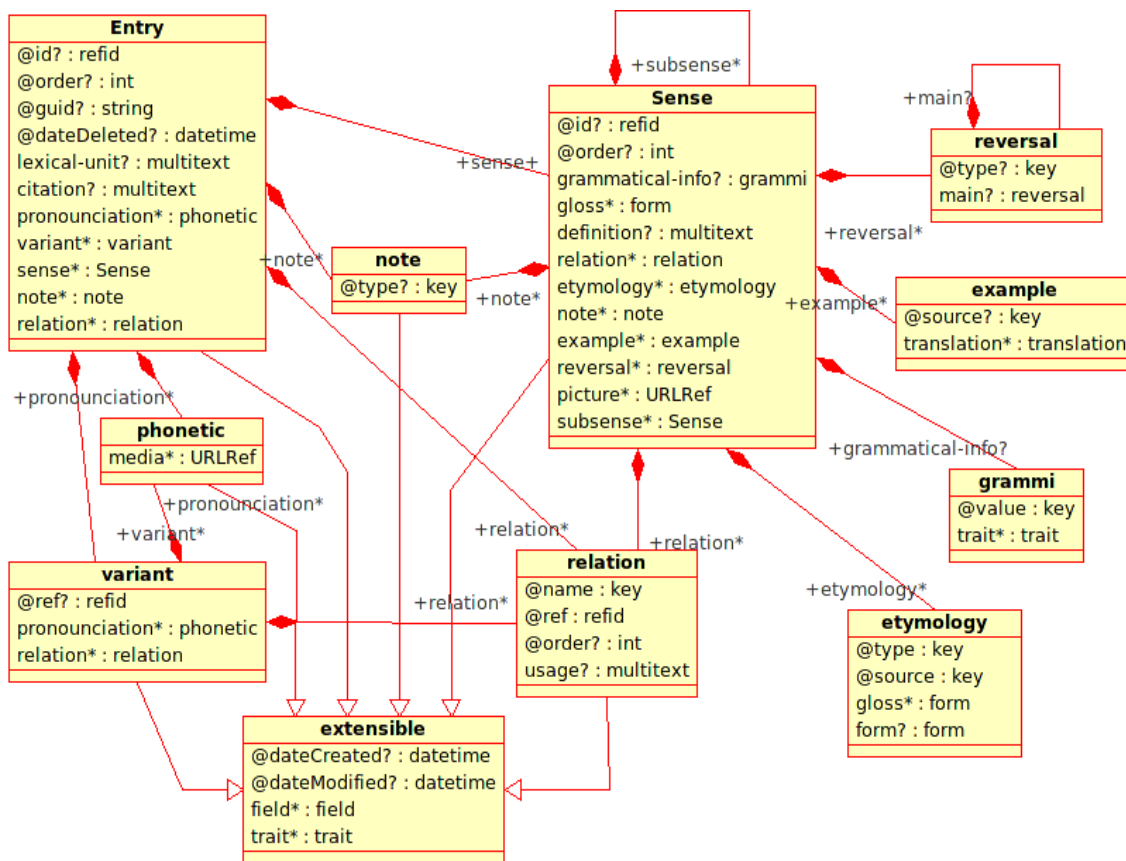 Entry
@id? : refid
@order? : int
@guid? : string
@dateDeleted? : datetime
lexical-unit? : multitext
citation? : multitext
pronounciation* : phonetic
variant* : variant
sense* : Sense
note* : note
relation* : relation
+subsense*
Sense
@id? : refid
@order? : int
grammatical-info? : grammi
gloss* : form
definition? : multitext
relation* : relation
etymology* : etymology
note* : note
example* : example
reversal* : reversal
picture* : URLRef
subsense* : Sense
+main?
reversal
@type? : key
main? : reversal
+sense+
+reversal*
+note*
note
@type? : key
+note*
+example*
example
@source? : key
translation* : translation
+pronounciation*
phonetic
media* : URLRef
+grammatical-info?
grammi
@value : key
trait* : trait
+pronounciation*
+variant*
+relation*
+relation*
variant
@ref? : refid
pronounciation* : phonetic
relation* : relation
+relation*
relation
@name : key
@ref : refid
@order? : int
usage? : multitext
+etymology*
etymology
@type : key
@source : key
gloss* : form
form? : form
extensible
@dateCreated? : datetime
@dateModified? : datetime
field* : field
trait* : trait